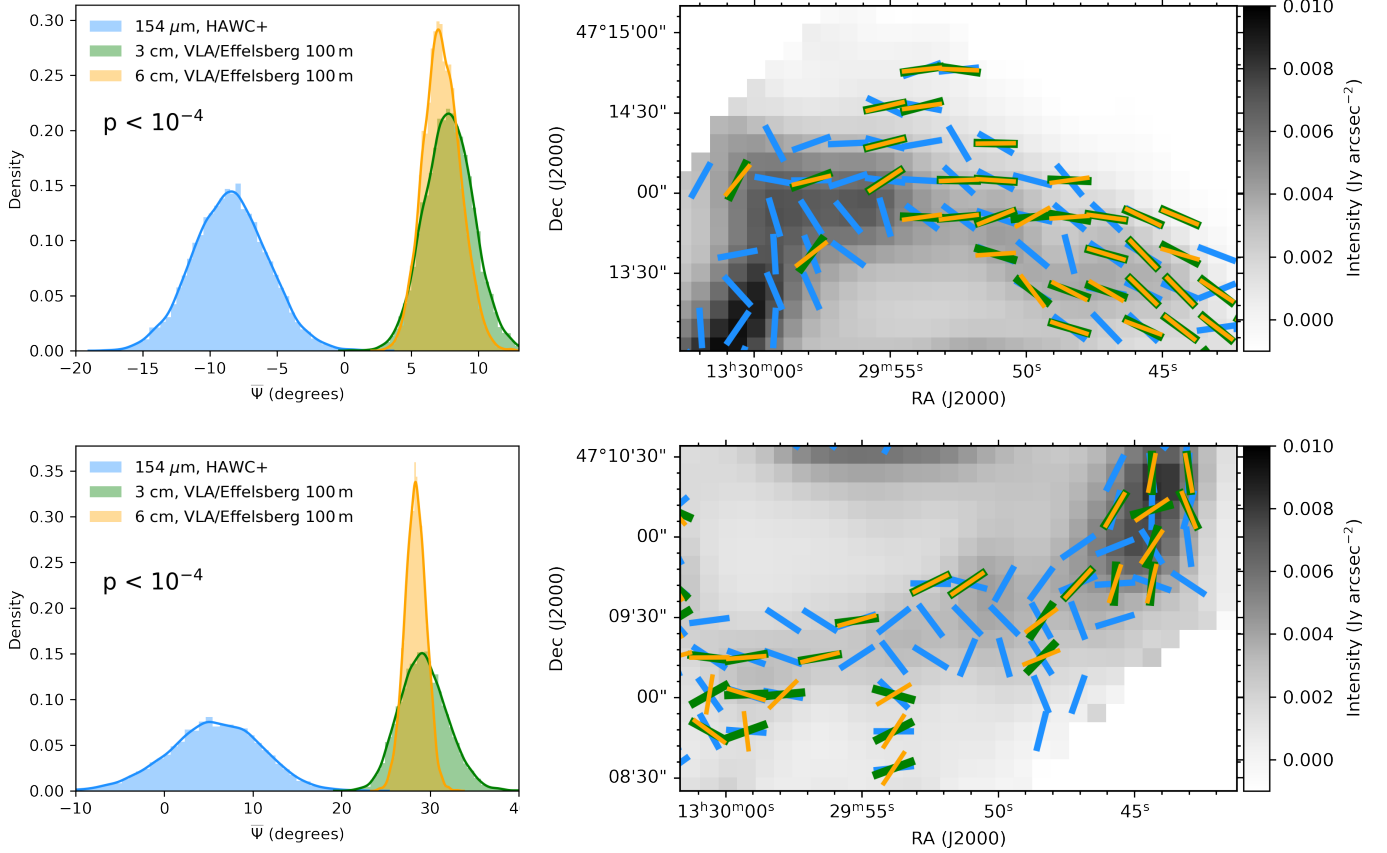 154 μm, HAWC+
3 cm, VLA/Effelsberg 100 m
6 cm, VLA/Effelsberg 100 m
p < 10⁻⁴
0.30
0.25
0.20
0.15
0.10
0.05
0.00
Density
−20 −15 −10 −5 0 5 10
Ψ̅ (degrees)
47°15'00"
14'30"
00"
13'30"
Dec (J2000)
13ʰ30ᵐ00ˢ 29ᵐ55ˢ 50ˢ 45ˢ
RA (J2000)
0.010
0.008
0.006
0.004
0.002
0.000
Intensity (Jy arcsec⁻²)
154 μm, HAWC+
3 cm, VLA/Effelsberg 100 m
6 cm, VLA/Effelsberg 100 m
p < 10⁻⁴
0.35
0.30
0.25
0.20
0.15
0.10
0.05
0.00
Density
−10 0 10 20 30 4
Ψ̅ (degrees)
47°10'30"
00"
09'30"
00"
08'30"
Dec (J2000)
13ʰ30ᵐ00ˢ 29ᵐ55ˢ 50ˢ 45ˢ
RA (J2000)
0.010
0.008
0.006
0.004
0.002
0.000
Intensity (Jy arcsec⁻²)